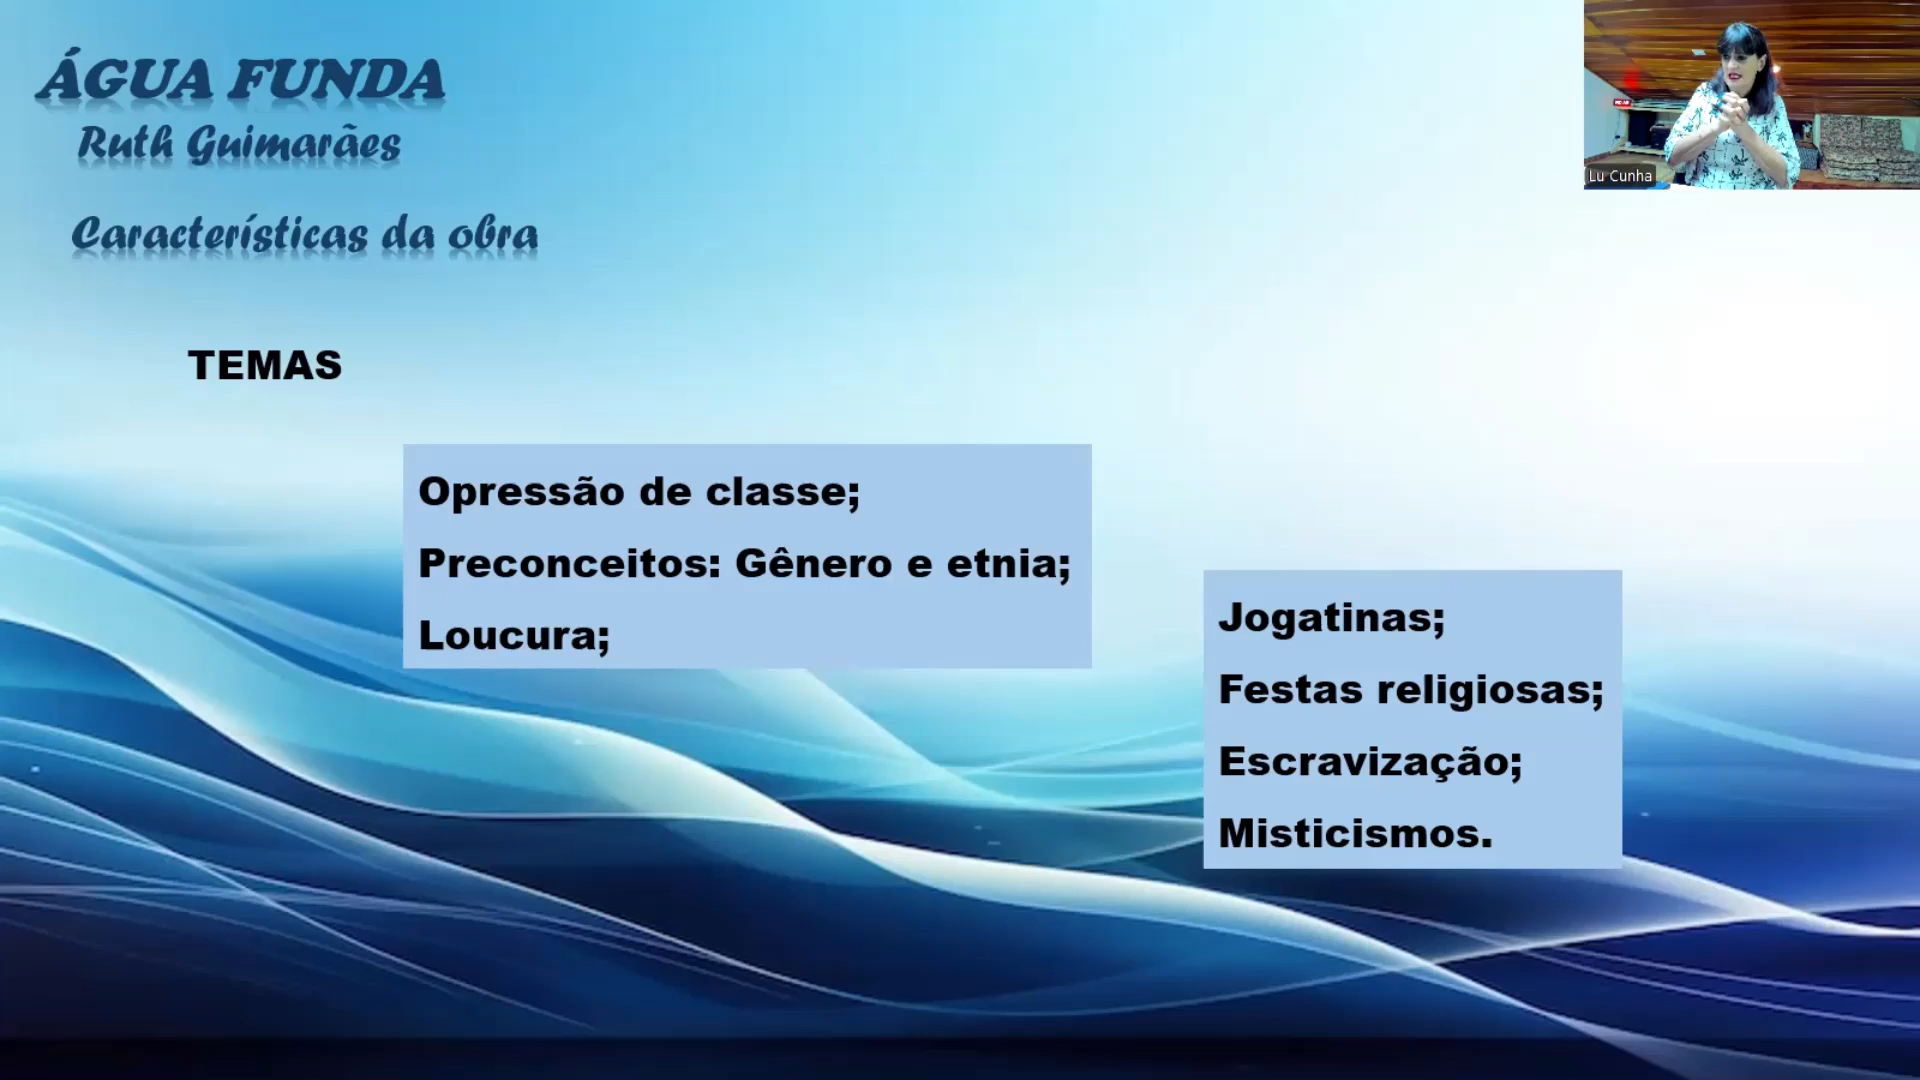 ÁGUA FUNDA
Ruth Guimarães
Características da obra
TEMAS
Opressão de classe;
Preconceitos: Gênero e etnia;
Loucura;
Jogatinas;
Festas religiosas;
Escravização;
Misticismos.
Lu Cunha